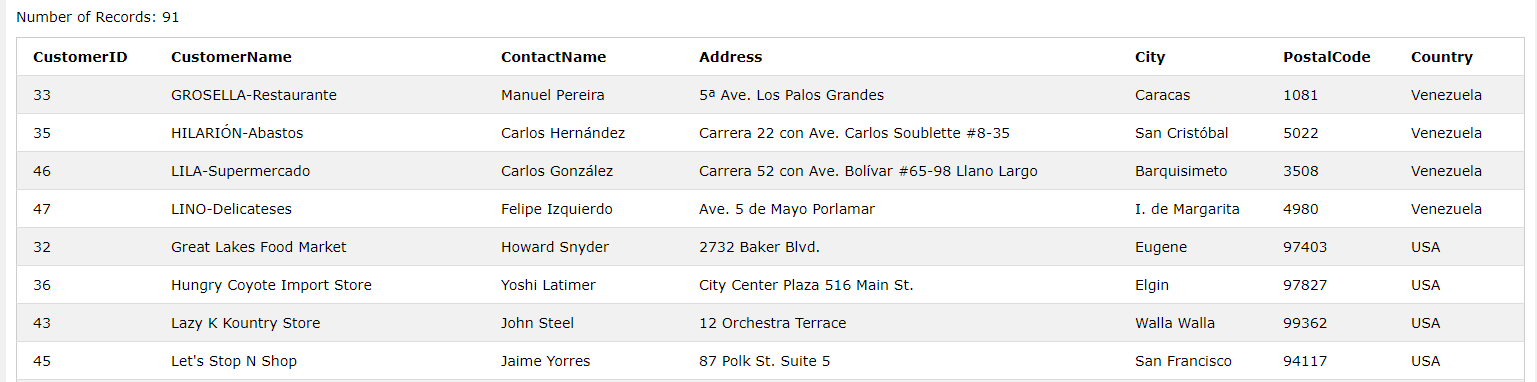 Number of Records: 91
CustomerID CustomerName ContactName Address City PostalCode Country
33 GROSELLA-Restaurante Manuel Pereira 5ª Ave. Los Palos Grandes Caracas 1081 Venezuela
35 HILARIÓN-Abastos Carlos Hernández Carrera 22 con Ave. Carlos Soublette #8-35 San Cristóbal 5022 Venezuela
46 LILA-Supermercado Carlos González Carrera 52 con Ave. Bolívar #65-98 Llano Largo Barquisimeto 3508 Venezuela
47 LINO-Delicateses Felipe Izquierdo Ave. 5 de Mayo Porlamar I. de Margarita 4980 Venezuela
32 Great Lakes Food Market Howard Snyder 2732 Baker Blvd. Eugene 97403 USA
36 Hungry Coyote Import Store Yoshi Latimer City Center Plaza 516 Main St. Elgin 97827 USA
43 Lazy K Kountry Store John Steel 12 Orchestra Terrace Walla Walla 99362 USA
45 Let's Stop N Shop Jaime Yorres 87 Polk St. Suite 5 San Francisco 94117 USA